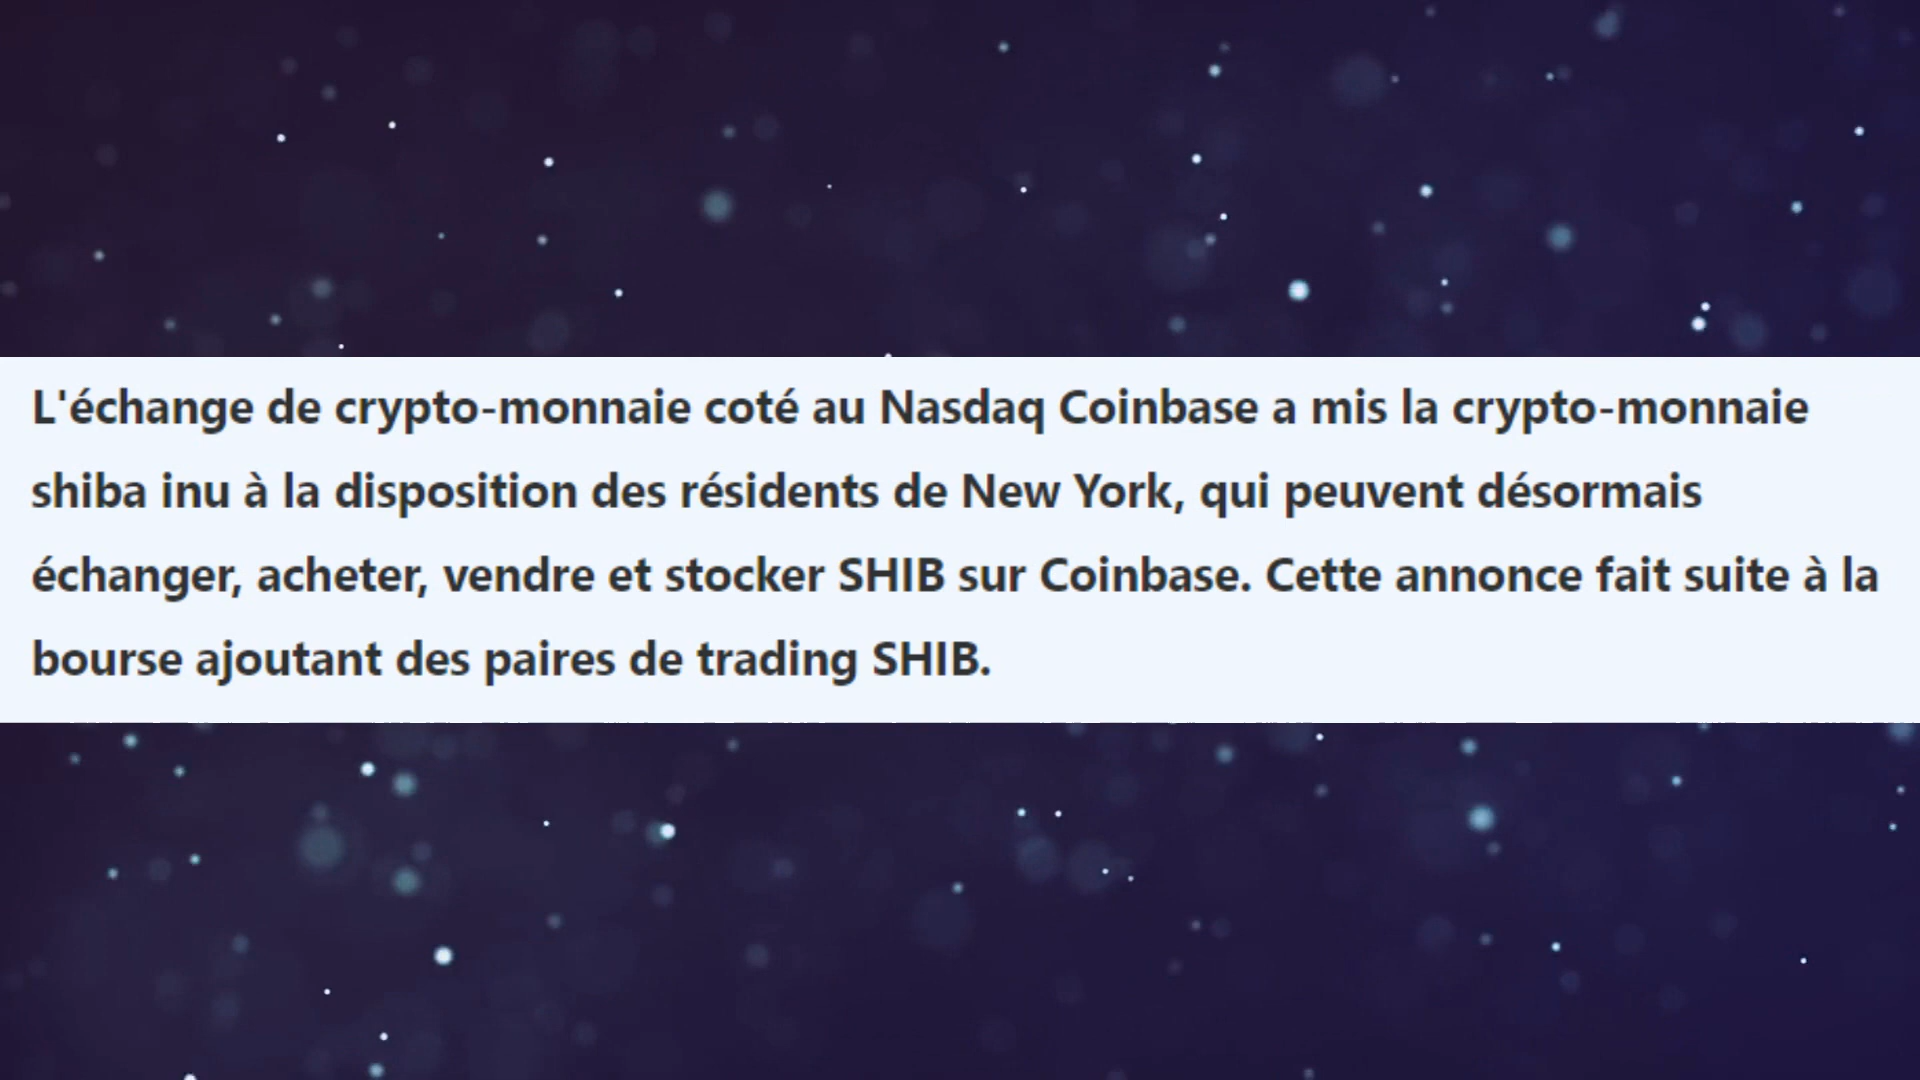 L'échange de crypto-monnaie coté au Nasdaq Coinbase a mis la crypto-monnaie
shiba inu à la disposition des résidents de New York, qui peuvent désormais
échanger, acheter, vendre et stocker SHIB sur Coinbase. Cette annonce fait suite à la
bourse ajoutant des paires de trading SHIB.